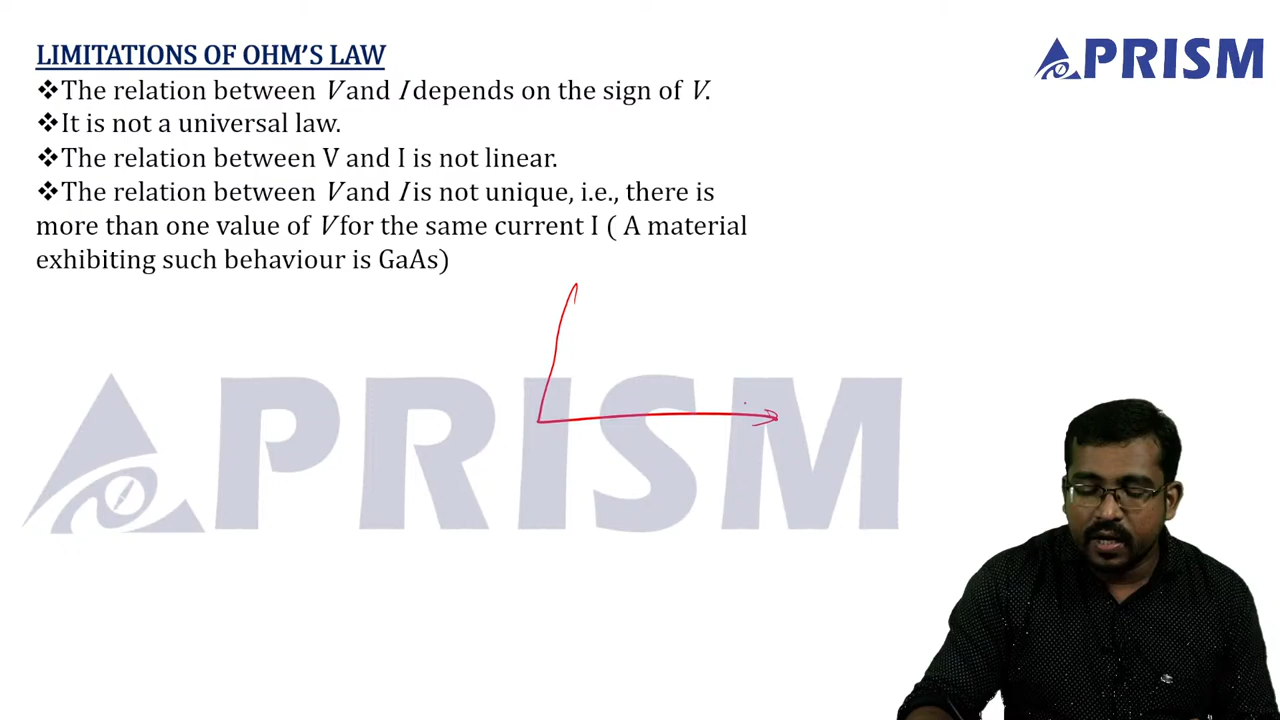 LIMITATIONS OF OHM’S LAW
PRISM
❖The relation between V and I depends on the sign of V.
❖It is not a universal law.
❖The relation between V and I is not linear.
❖The relation between V and I is not unique, i.e., there is
more than one value of V for the same current I ( A material
exhibiting such behaviour is GaAs)
PRISM